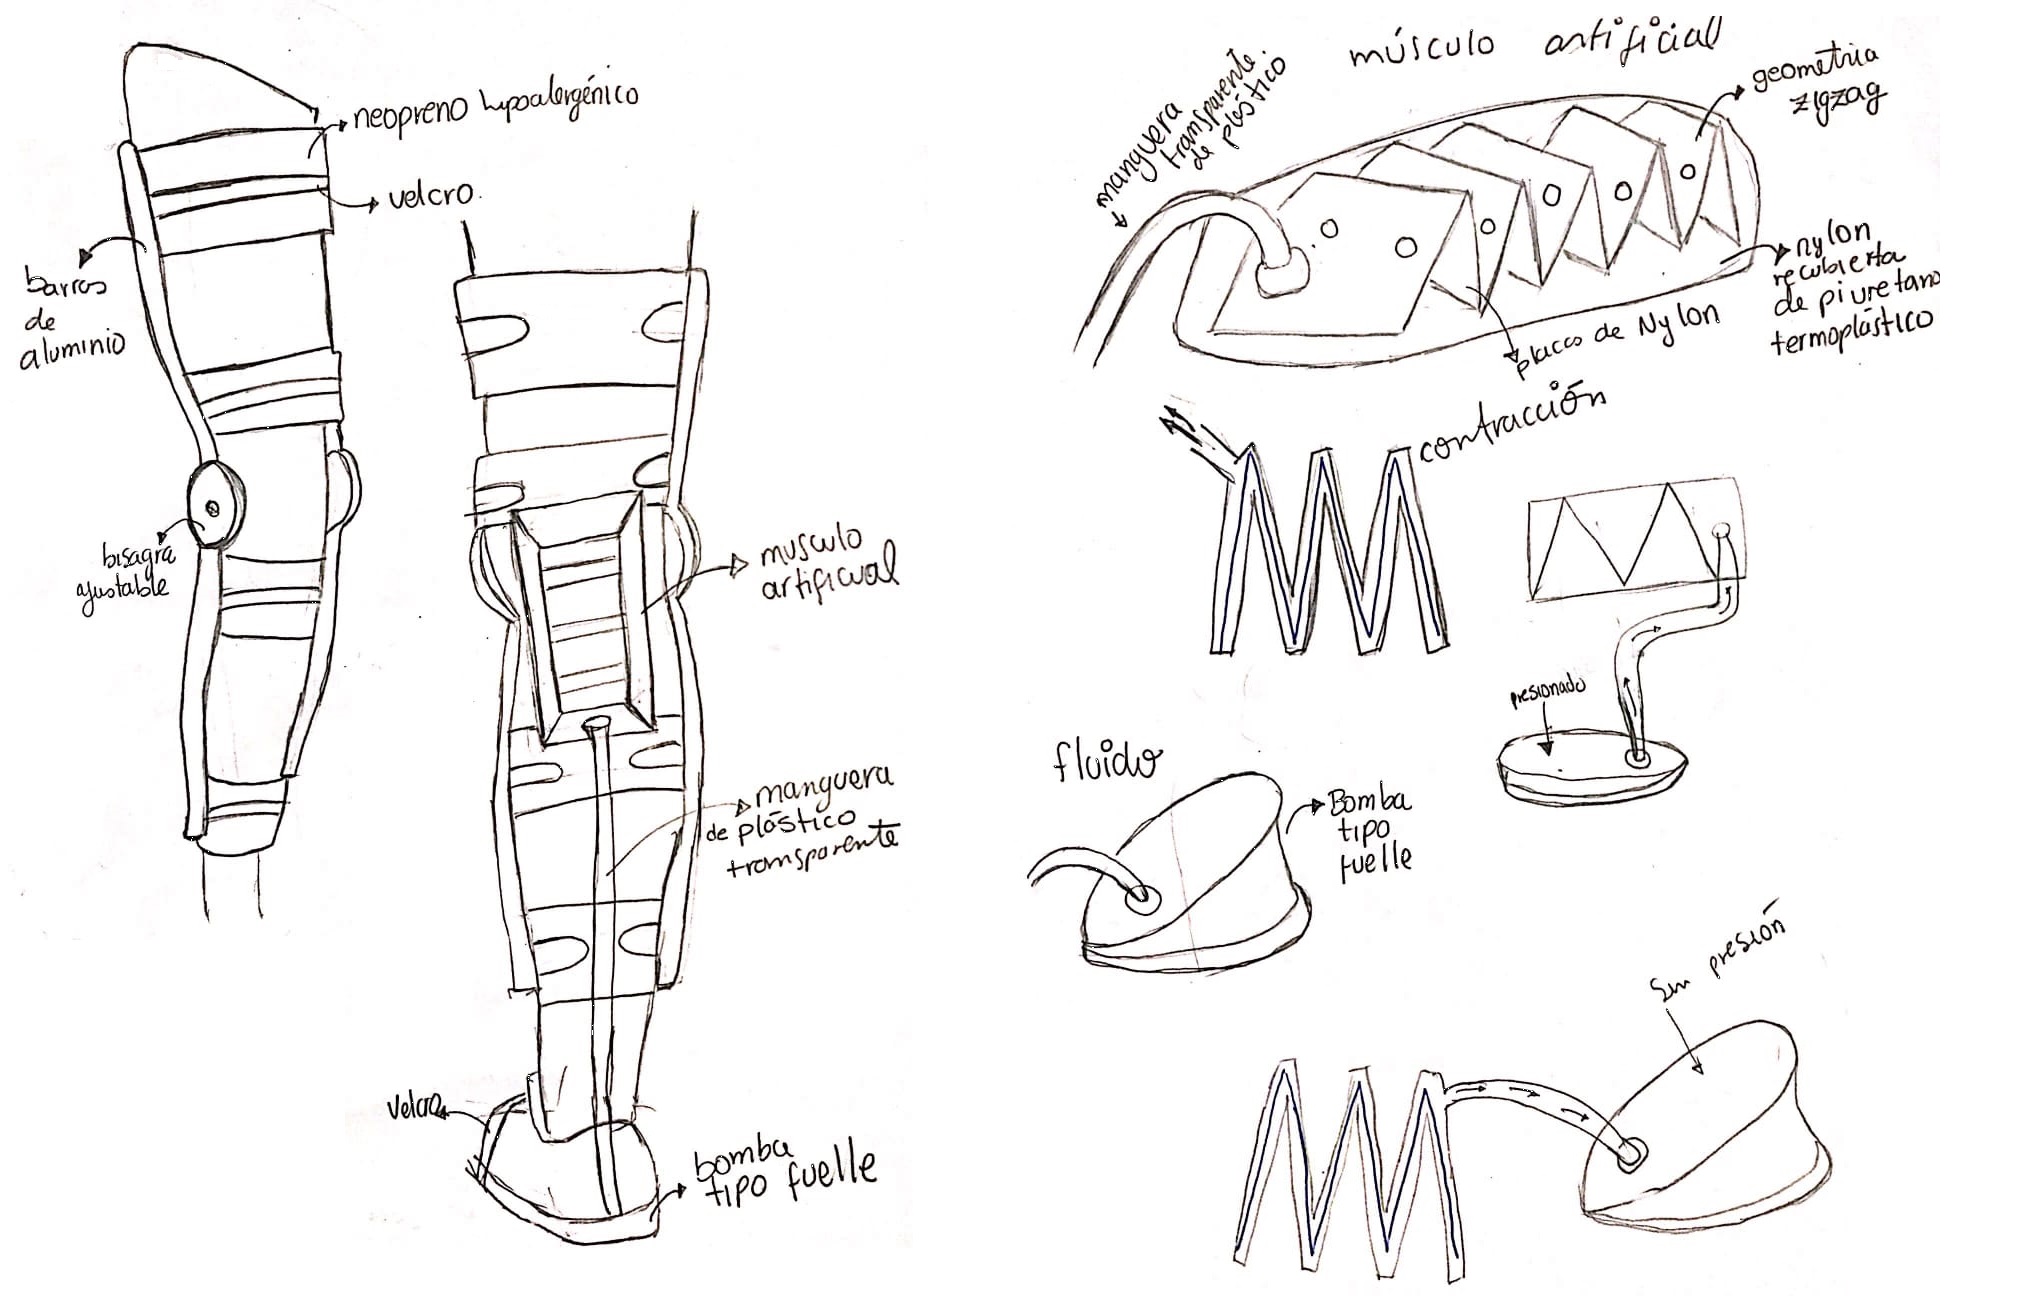 neopreno hipoalergénico
velcro.
barras
de
aluminio
bisagra
ajustable
musculo
artificial
manguera
de plástico
transparente
velcro
bomba
tipo fuelle
músculo artificial
manguera
transparente.
de plástico
geometria
zigzag
nylon
recubierta
de piuretano
termoplástico
placas de Nylon
contracción
presionado
fluido
Bomba
tipo
fuelle
Sin presión